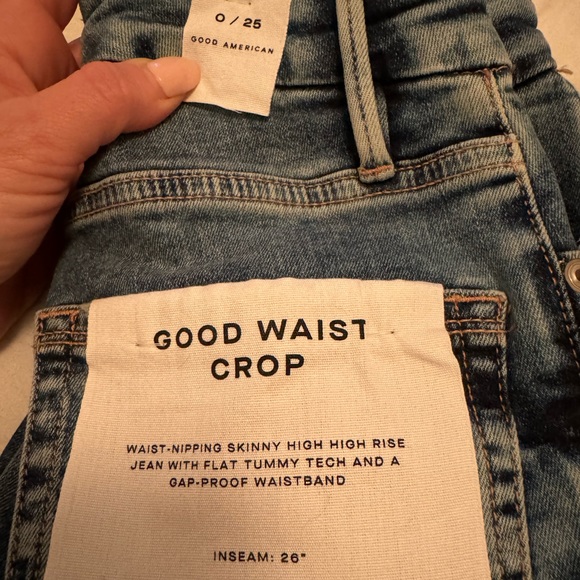 0 / 25
GOOD AMERICAN
GOOD WAIST
CROP
WAIST-NIPPING SKINNY HIGH HIGH RISE
JEAN WITH FLAT TUMMY TECH AND A
GAP-PROOF WAISTBAND
INSEAM: 26"